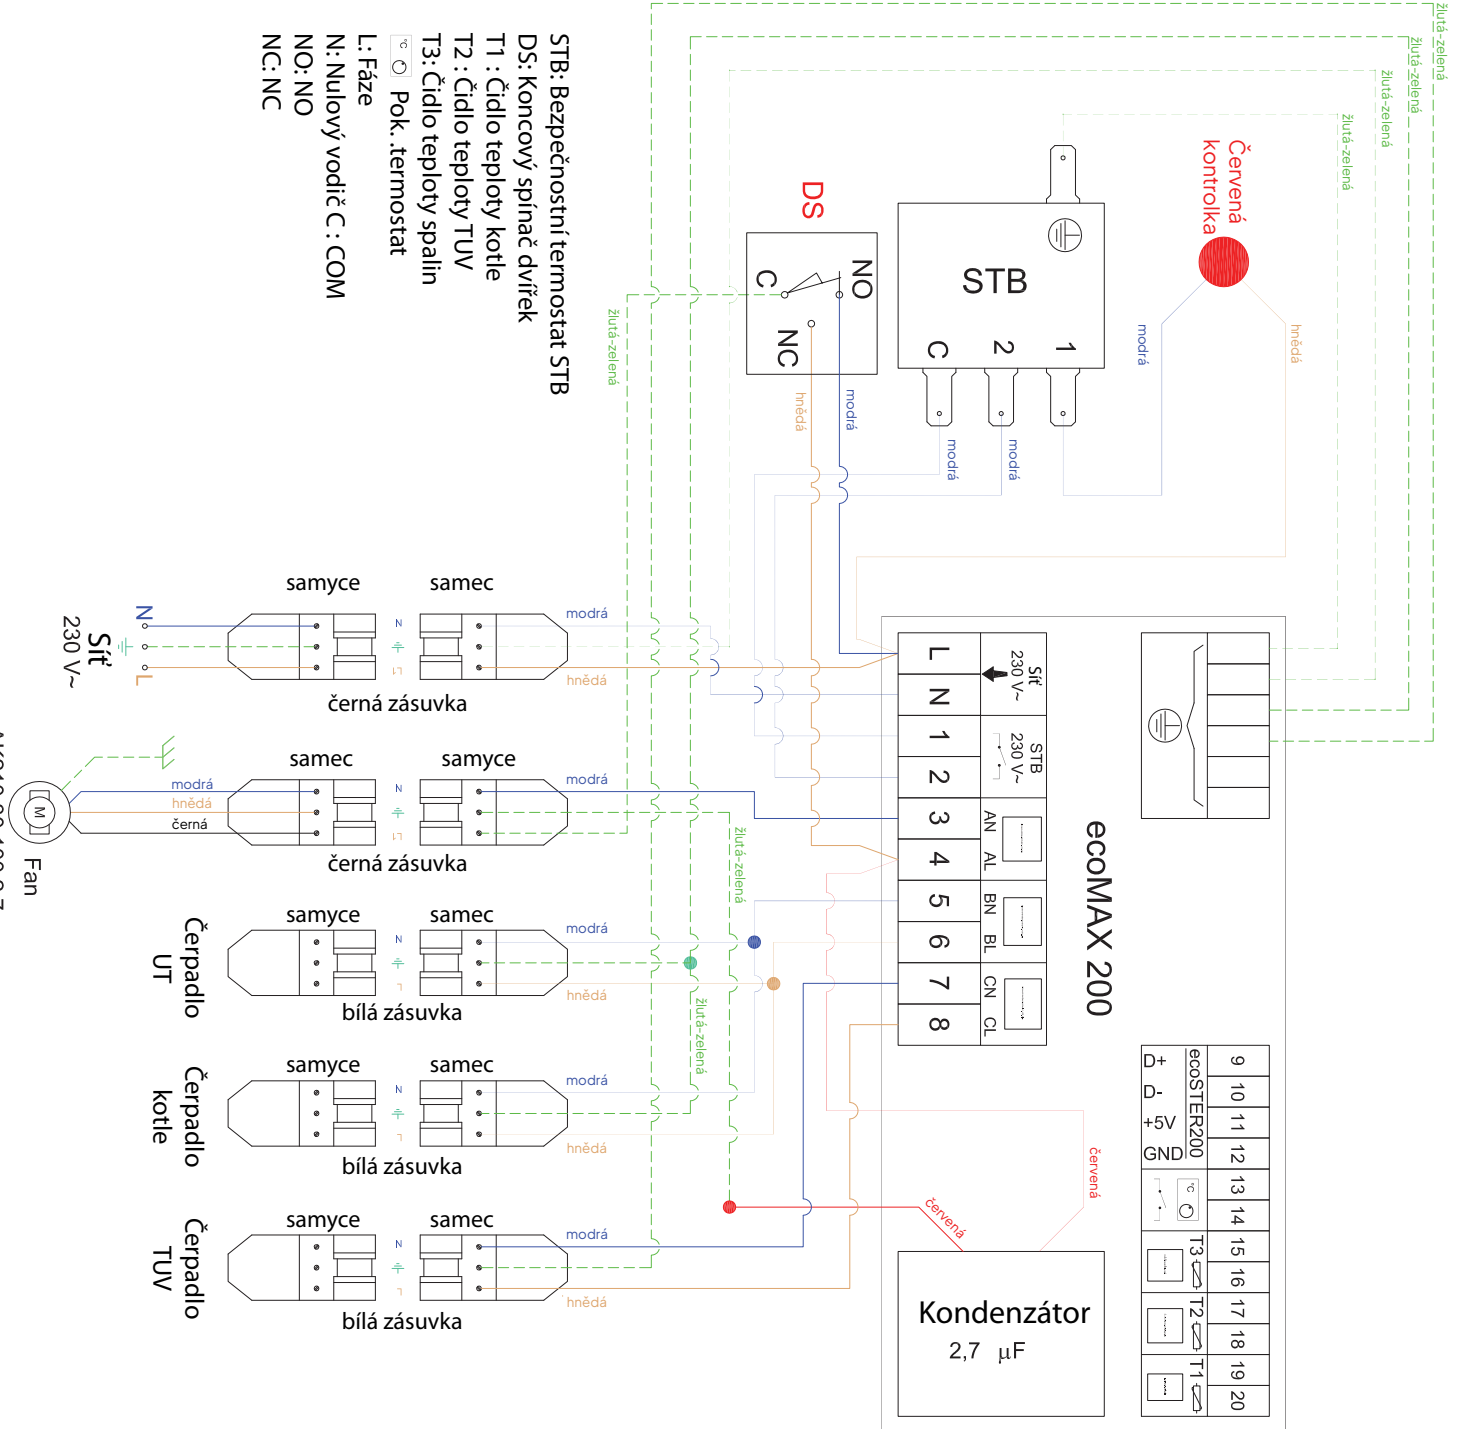 žlutá-zelená
žlutá-zelená
žlutá-zelená
žlutá-zelená
Červená
kontrolka
STB
1
2
C
modrá
hnědá
modrá
modrá
DS
NO
C
NC
modrá
hnědá
žlutá-zelená
STB: Bezpečnostní termostat STB
DS: Koncový spínač dvířek
T1 : Čidlo teploty kotle
T2 : Čidlo teploty TUV
T3: Čidlo teploty spalin
°C Pok. .termostat
L: Fáze
N: Nulový vodič C : COM
NO: NO
NC: NC
samyce
samec
modrá
N
L1
hnědá
černá zásuvka
N
L
Síť
230 V~
samec
samyce
modrá
N
L1
černá zásuvka
modrá
hnědá
černá
M
Fan
žlutá-zelená
samyce
samec
modrá
N
L
hnědá
bílá zásuvka
Čerpadlo
UT
žlutá-zelená
samyce
samec
modrá
N
L
hnědá
bílá zásuvka
Čerpadlo
kotle
samyce
samec
modrá
N
L
hnědá
bílá zásuvka
Čerpadlo
TUV
ecoMAX 200
L
N
1
2
3
4
5
6
7
8
Síť
230 V~
STB
230 V~
AN AL
BN BL
CN CL
9
10
11
12
13
14
15
16
17
18
19
20
ecoSTER200
D+
D-
+5V
GND
°C
T3
T2
T1
červená
červená
Kondenzátor
2,7 µF